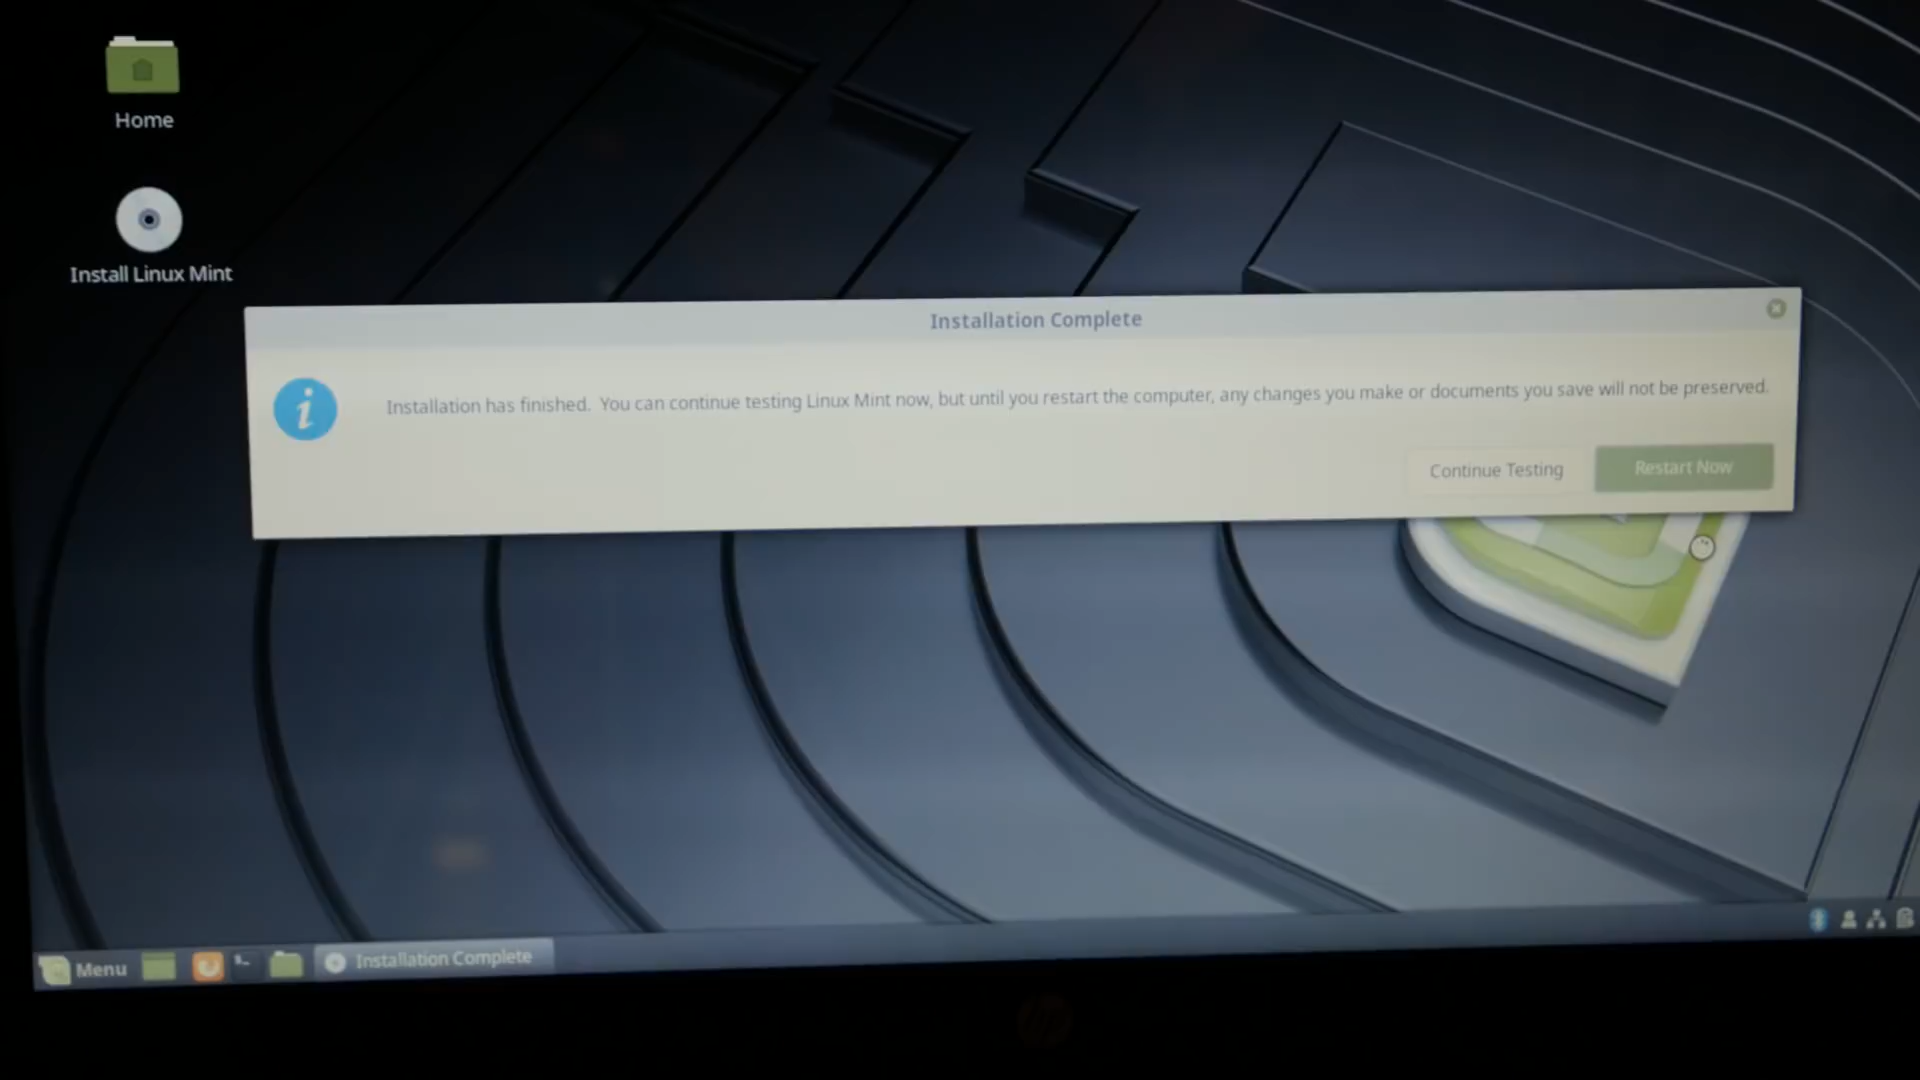 Home
Install Linux Mint
Installation Complete
Installation has finished. You can continue testing Linux Mint now, but until you restart the computer, any changes you make or documents you save will not be preserved.
Continue Testing
Restart Now
Menu
Installation Complete
hp